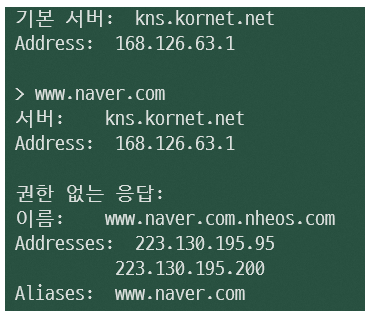 기본 서버: kns.kornet.net
Address: 168.126.63.1
> www.naver.com
서버: kns.kornet.net
Address: 168.126.63.1
권한 없는 응답:
이름: www.naver.com.nheos.com
Addresses: 223.130.195.95
223.130.195.200
Aliases: www.naver.com